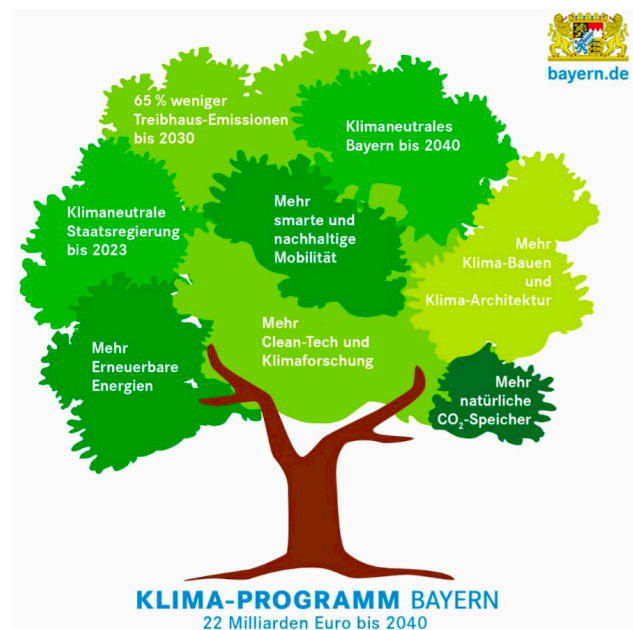 bayern.de
65 % weniger
Treibhaus-Emissionen
bis 2030
Klimaneutrales
Bayern bis 2040
Klimaneutrale
Staatsregierung
bis 2023
Mehr
smarte und
nachhaltige
Mobilität
Mehr
Klima-Bauen
und
Klima-Architektur
Mehr
Clean-Tech und
Klimaforschung
Mehr
Erneuerbare
Energien
Mehr
natürliche
CO₂-Speicher
KLIMA-PROGRAMM BAYERN
22 Milliarden Euro bis 2040